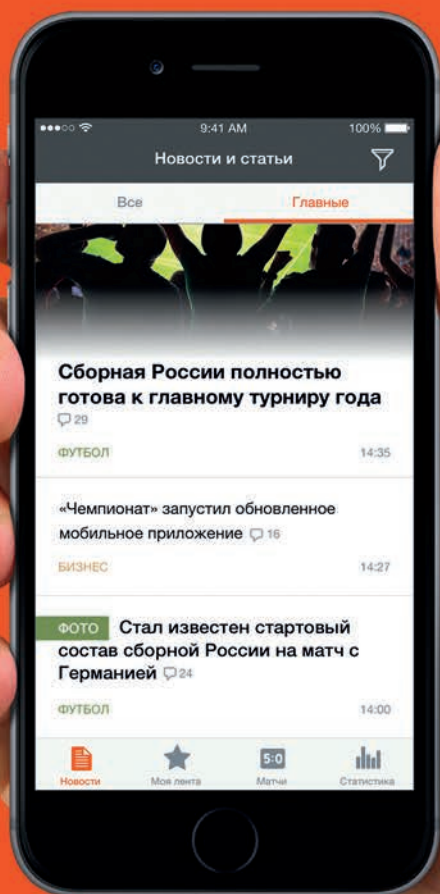 9:41 AM
100%
Новости и статьи
Все
Главные
Сборная России полностью
готова к главному турниру года
29
ФУТБОЛ
14:35
«Чемпионат» запустил обновленное
мобильное приложение 16
БИЗНЕС
14:27
ФОТО Стал известен стартовый
состав сборной России на матч с
Германией 24
ФУТБОЛ
14:00
5:0
Новости
Моя лента
Матчи
Статистика